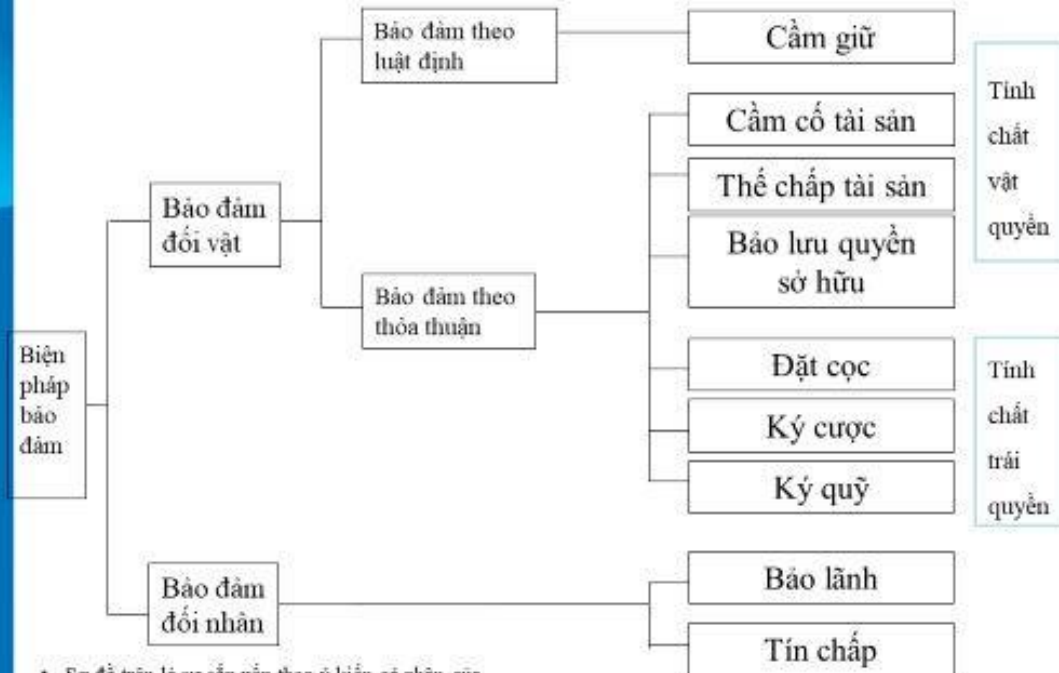 Bảo đảm theo
luật định
Cầm giữ
Tính
chất
vật
quyền
Cầm cố tài sản
Thế chấp tài sản
Bảo đảm
đối vật
Bảo lưu quyền
sở hữu
Bảo đảm theo
thỏa thuận
Biện
pháp
bảo
đảm
Đặt cọc
Ký cược
Ký quỹ
Tính
chất
trái
quyền
Bảo đảm
đối nhân
Bảo lãnh
Tín chấp